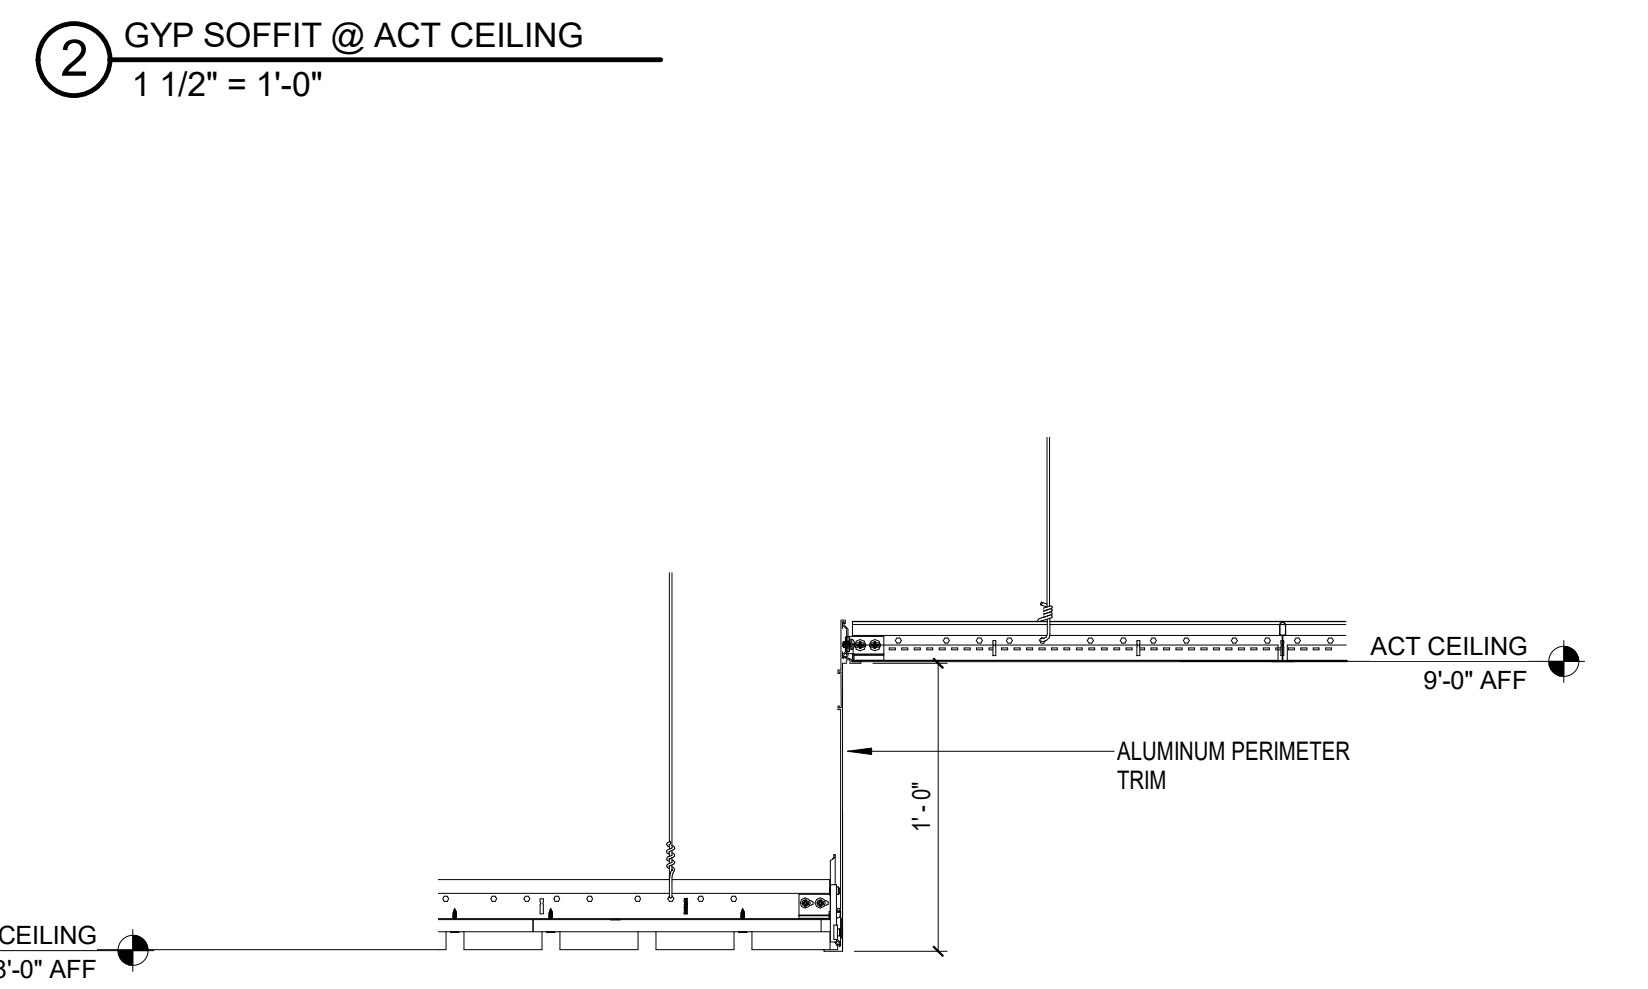 2
GYP SOFFIT @ ACT CEILING
1 1/2" = 1'-0"
ACT CEILING
9'-0" AFF
ALUMINUM PERIMETER
TRIM
1' - 0"
CEILING
8'-0" AFF